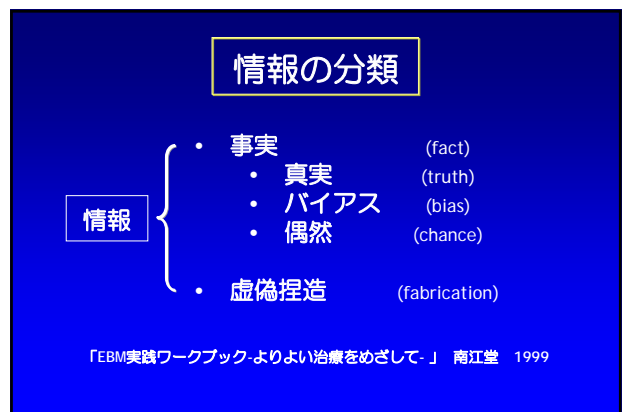 情報の分類
• 事実 (fact)
• 真実 (truth)
• バイアス (bias)
• 偶然 (chance)
情報
• 虚偽捏造 (fabrication)
「EBM実践ワークブック-よりよい治療をめざして- 」 南江堂 1999